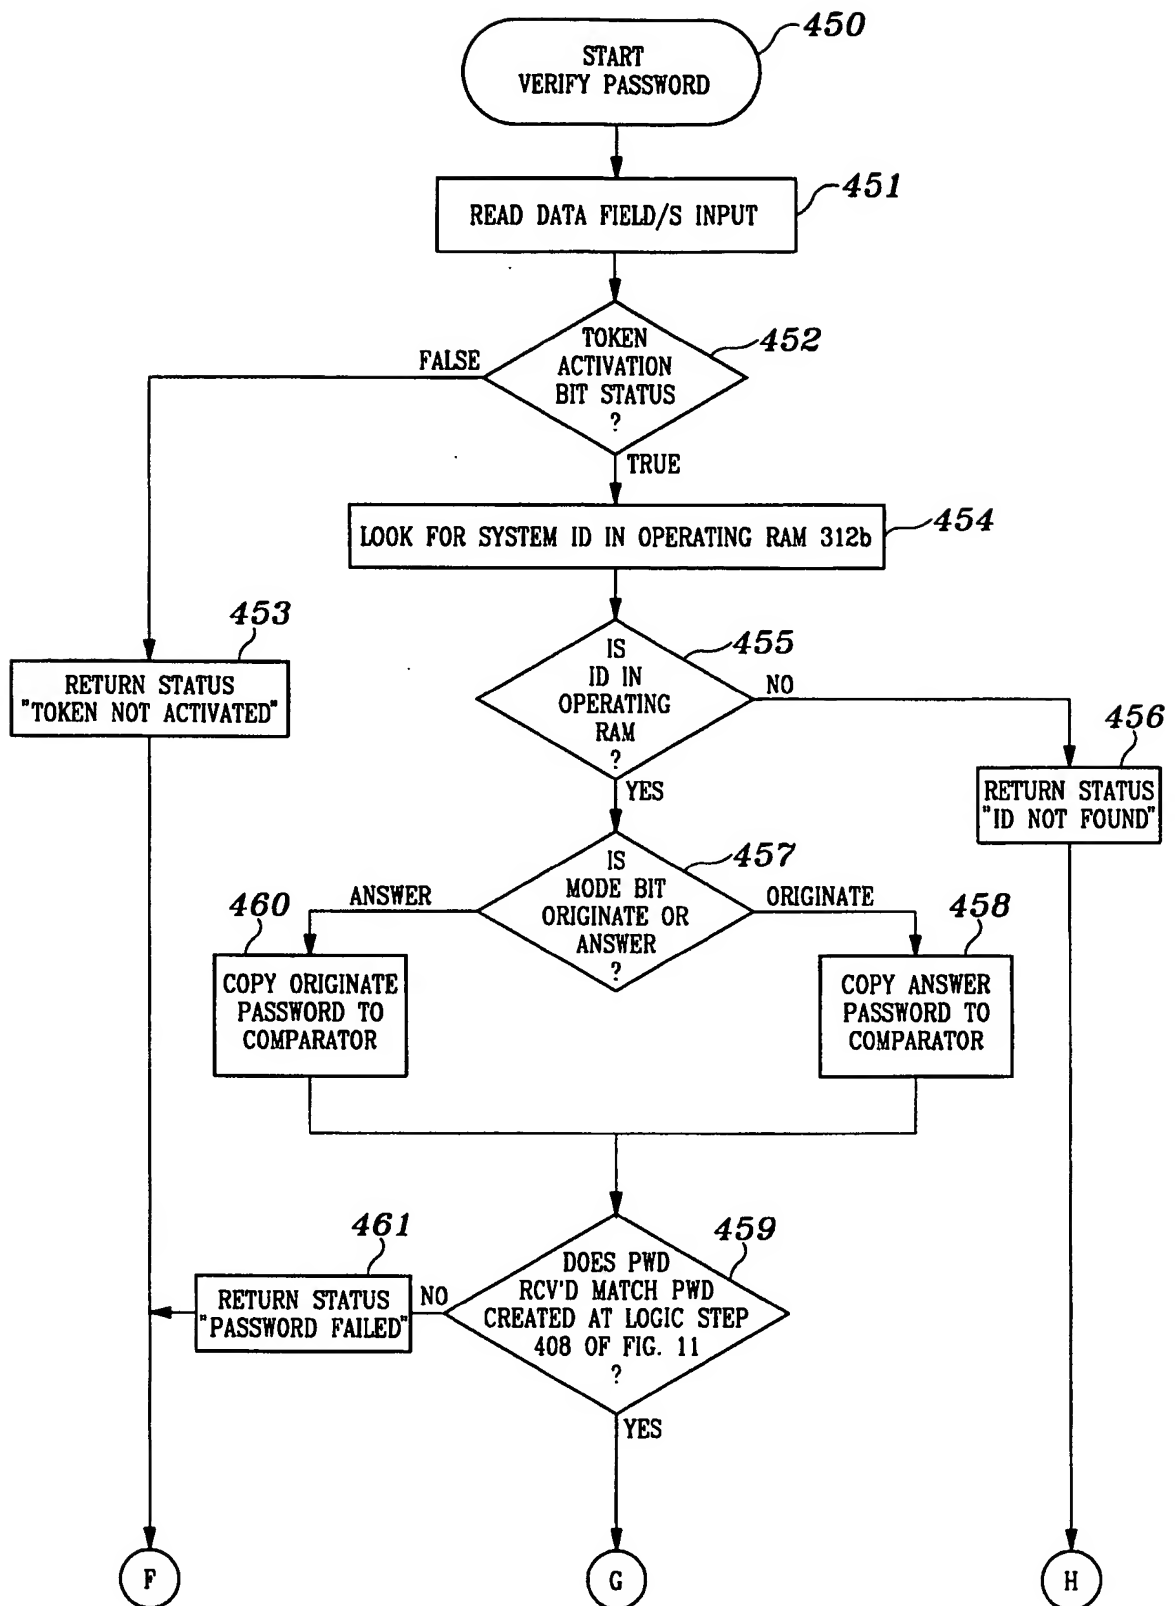 450
START
VERIFY PASSWORD
451
READ DATA FIELD/S INPUT
452
TOKEN
ACTIVATION
BIT STATUS
?
FALSE
TRUE
454
LOOK FOR SYSTEM ID IN OPERATING RAM 312b
453
RETURN STATUS
"TOKEN NOT ACTIVATED"
455
IS
ID IN
OPERATING
RAM
?
NO
YES
456
RETURN STATUS
"ID NOT FOUND"
457
IS
MODE BIT
ORIGINATE OR
ANSWER
?
ANSWER
ORIGINATE
460
COPY ORIGINATE
PASSWORD TO
COMPARATOR
458
COPY ANSWER
PASSWORD TO
COMPARATOR
461
RETURN STATUS
"PASSWORD FAILED"
NO
459
DOES PWD
RCV'D MATCH PWD
CREATED AT LOGIC STEP
408 OF FIG. 11
?
YES
F
G
H